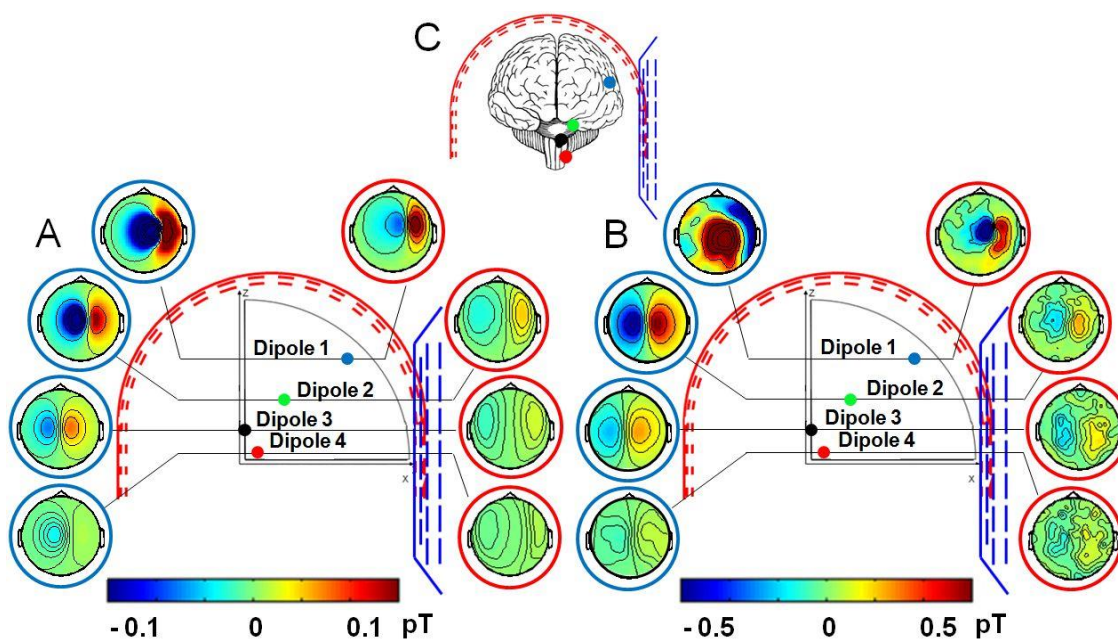 C
A
B
z
x
Dipole 1
Dipole 2
Dipole 3
Dipole 4
z
x
Dipole 1
Dipole 2
Dipole 3
Dipole 4
- 0.1 0 0.1 pT
- 0.5 0 0.5 pT